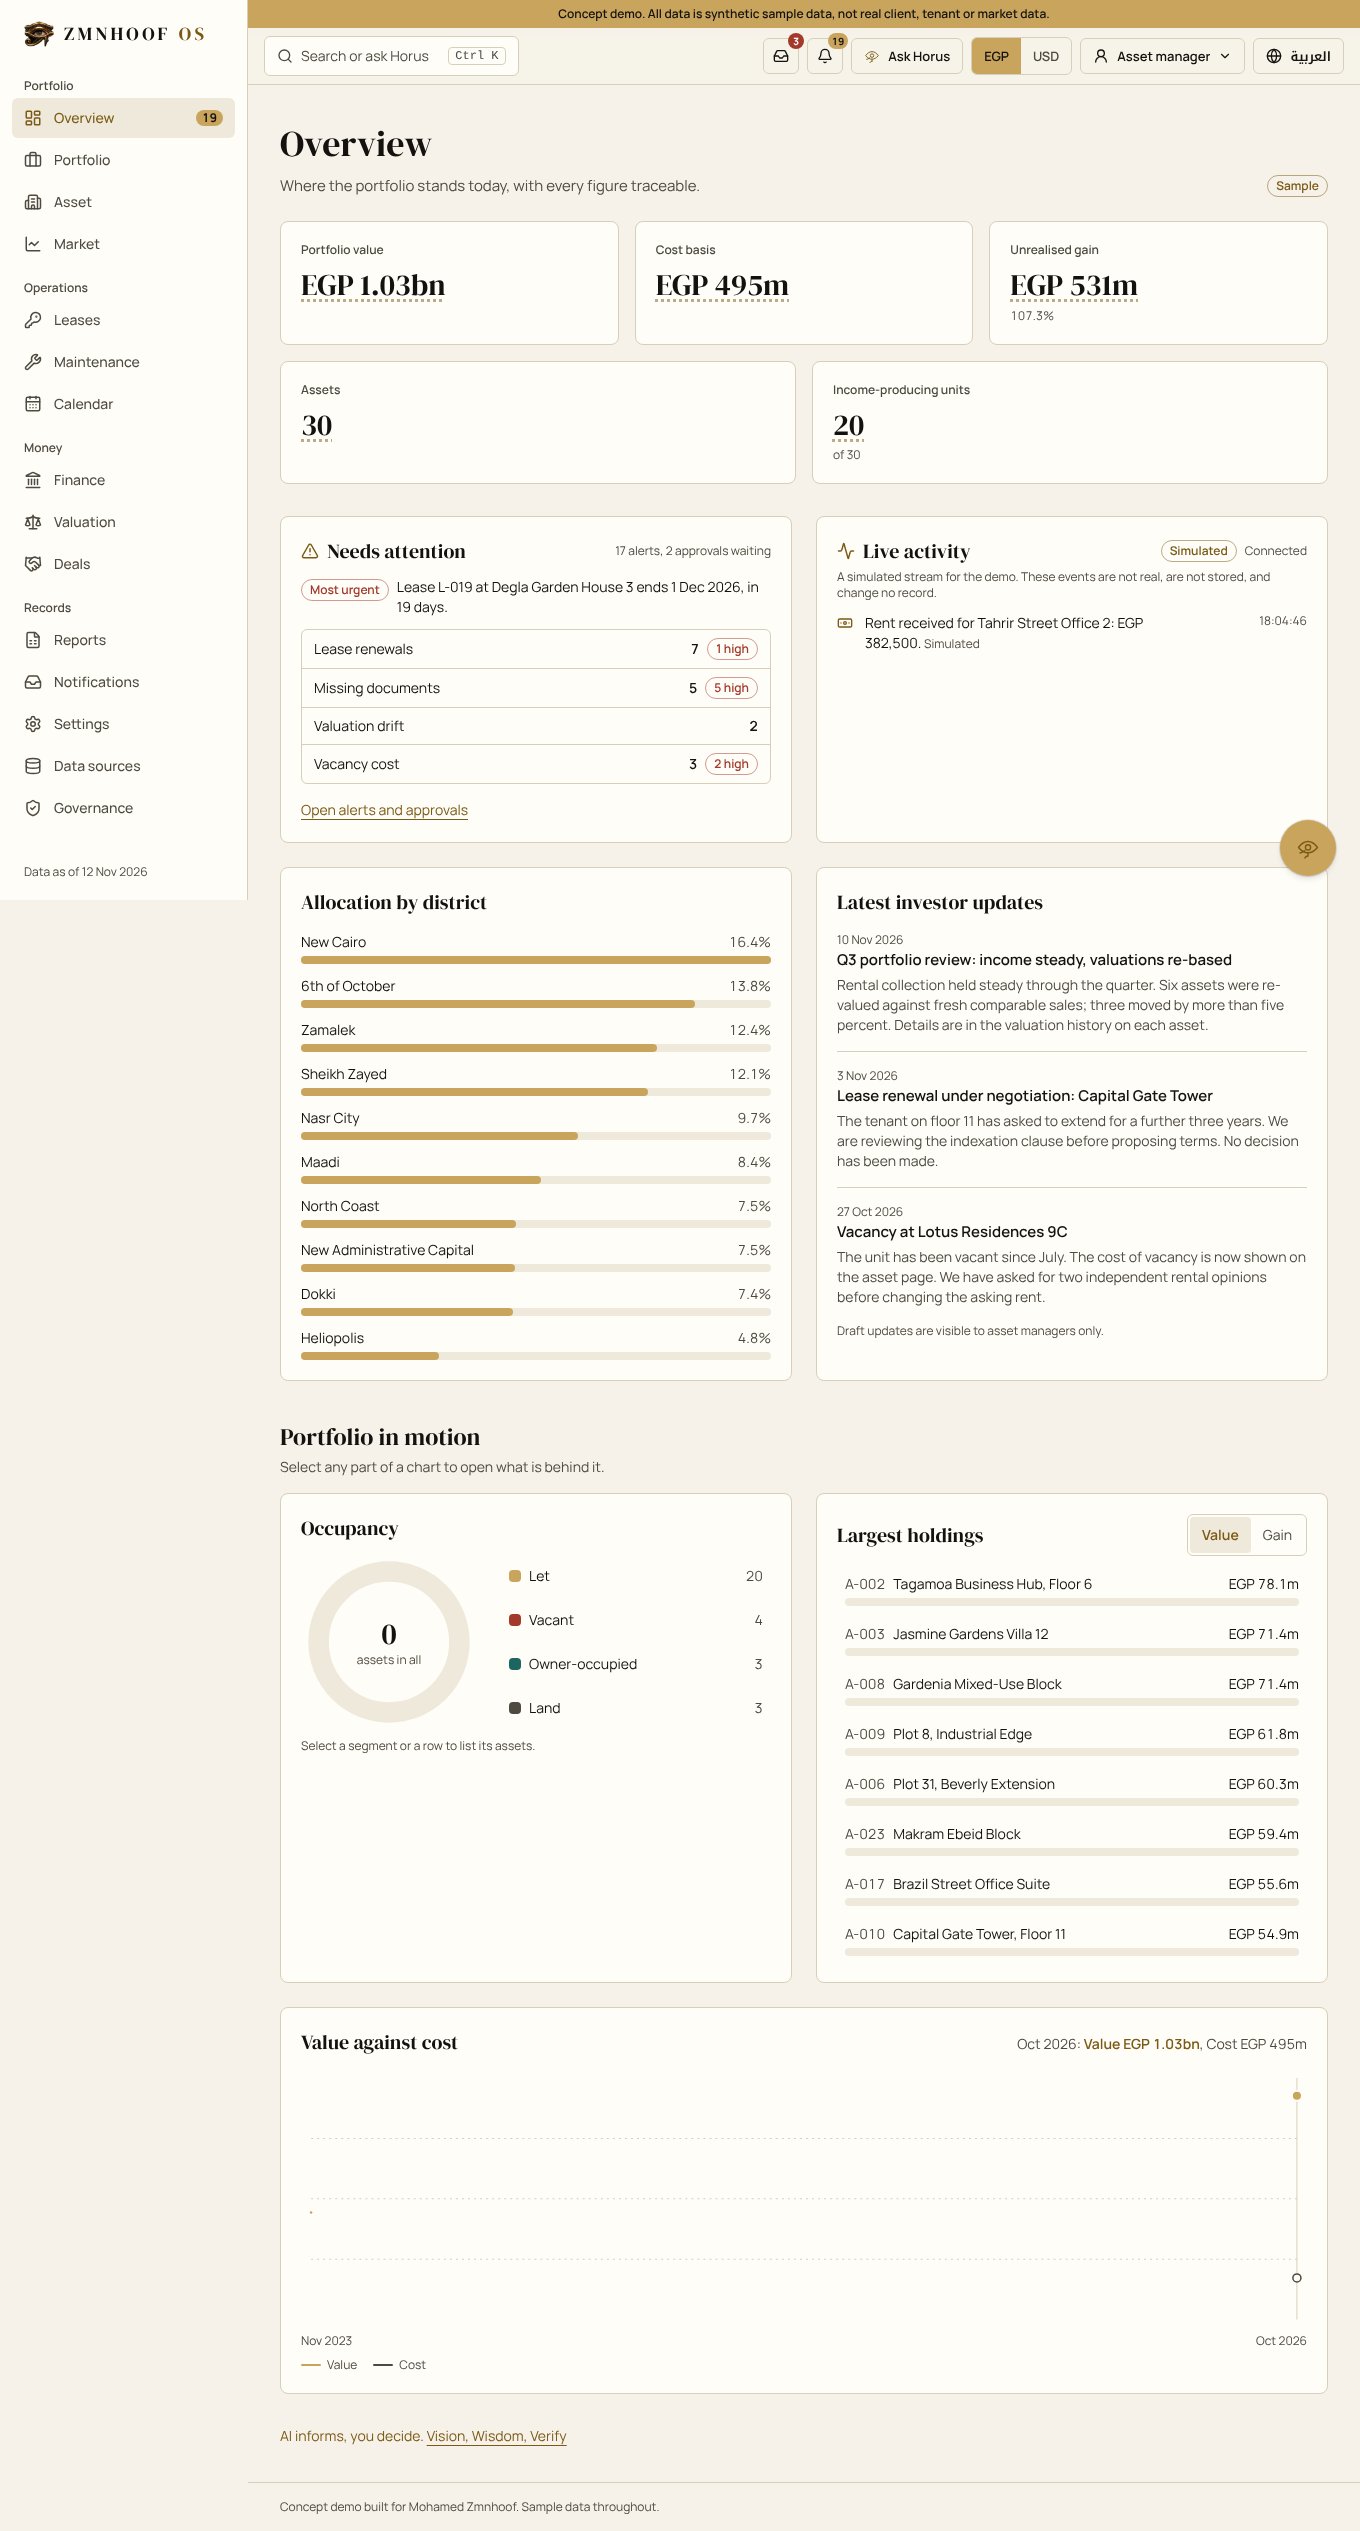 Concept demo. All data is synthetic sample data, not real client, tenant or market data.
ZMNHOOF OS
Search or ask Horus
Ctrl K
3
19
Ask Horus
EGP
USD
Asset manager
العربية
Portfolio
Overview
19
Portfolio
Asset
Market
Operations
Leases
Maintenance
Calendar
Money
Finance
Valuation
Deals
Records
Reports
Notifications
Settings
Data sources
Governance
Data as of 12 Nov 2026
Overview
Where the portfolio stands today, with every figure traceable.
Sample
Portfolio value
EGP 1.03bn
Cost basis
EGP 495m
Unrealised gain
EGP 531m
107.3%
Assets
30
Income-producing units
20
of 30
Needs attention
17 alerts, 2 approvals waiting
Most urgent
Lease L-019 at Degla Garden House 3 ends 1 Dec 2026, in
19 days.
Lease renewals 7 1 high
Missing documents 5 5 high
Valuation drift 2
Vacancy cost 3 2 high
Open alerts and approvals
Live activity
Simulated
Connected
A simulated stream for the demo. These events are not real, are not stored, and
change no record.
Rent received for Tahrir Street Office 2: EGP
382,500. Simulated
18:04:46
Allocation by district
New Cairo 16.4%
6th of October 13.8%
Zamalek 12.4%
Sheikh Zayed 12.1%
Nasr City 9.7%
Maadi 8.4%
North Coast 7.5%
New Administrative Capital 7.5%
Dokki 7.4%
Heliopolis 4.8%
Latest investor updates
10 Nov 2026
Q3 portfolio review: income steady, valuations re-based
Rental collection held steady through the quarter. Six assets were re-
valued against fresh comparable sales; three moved by more than five
percent. Details are in the valuation history on each asset.
3 Nov 2026
Lease renewal under negotiation: Capital Gate Tower
The tenant on floor 11 has asked to extend for a further three years. We
are reviewing the indexation clause before proposing terms. No decision
has been made.
27 Oct 2026
Vacancy at Lotus Residences 9C
The unit has been vacant since July. The cost of vacancy is now shown on
the asset page. We have asked for two independent rental opinions
before changing the asking rent.
Draft updates are visible to asset managers only.
Portfolio in motion
Select any part of a chart to open what is behind it.
Occupancy
0
assets in all
Let 20
Vacant 4
Owner-occupied 3
Land 3
Select a segment or a row to list its assets.
Largest holdings
Value
Gain
A-002 Tagamoa Business Hub, Floor 6 EGP 78.1m
A-003 Jasmine Gardens Villa 12 EGP 71.4m
A-008 Gardenia Mixed-Use Block EGP 71.4m
A-009 Plot 8, Industrial Edge EGP 61.8m
A-006 Plot 31, Beverly Extension EGP 60.3m
A-023 Makram Ebeid Block EGP 59.4m
A-017 Brazil Street Office Suite EGP 55.6m
A-010 Capital Gate Tower, Floor 11 EGP 54.9m
Value against cost
Oct 2026: Value EGP 1.03bn, Cost EGP 495m
Nov 2023
Oct 2026
Value
Cost
AI informs, you decide. Vision, Wisdom, Verify
Concept demo built for Mohamed Zmnhoof. Sample data throughout.